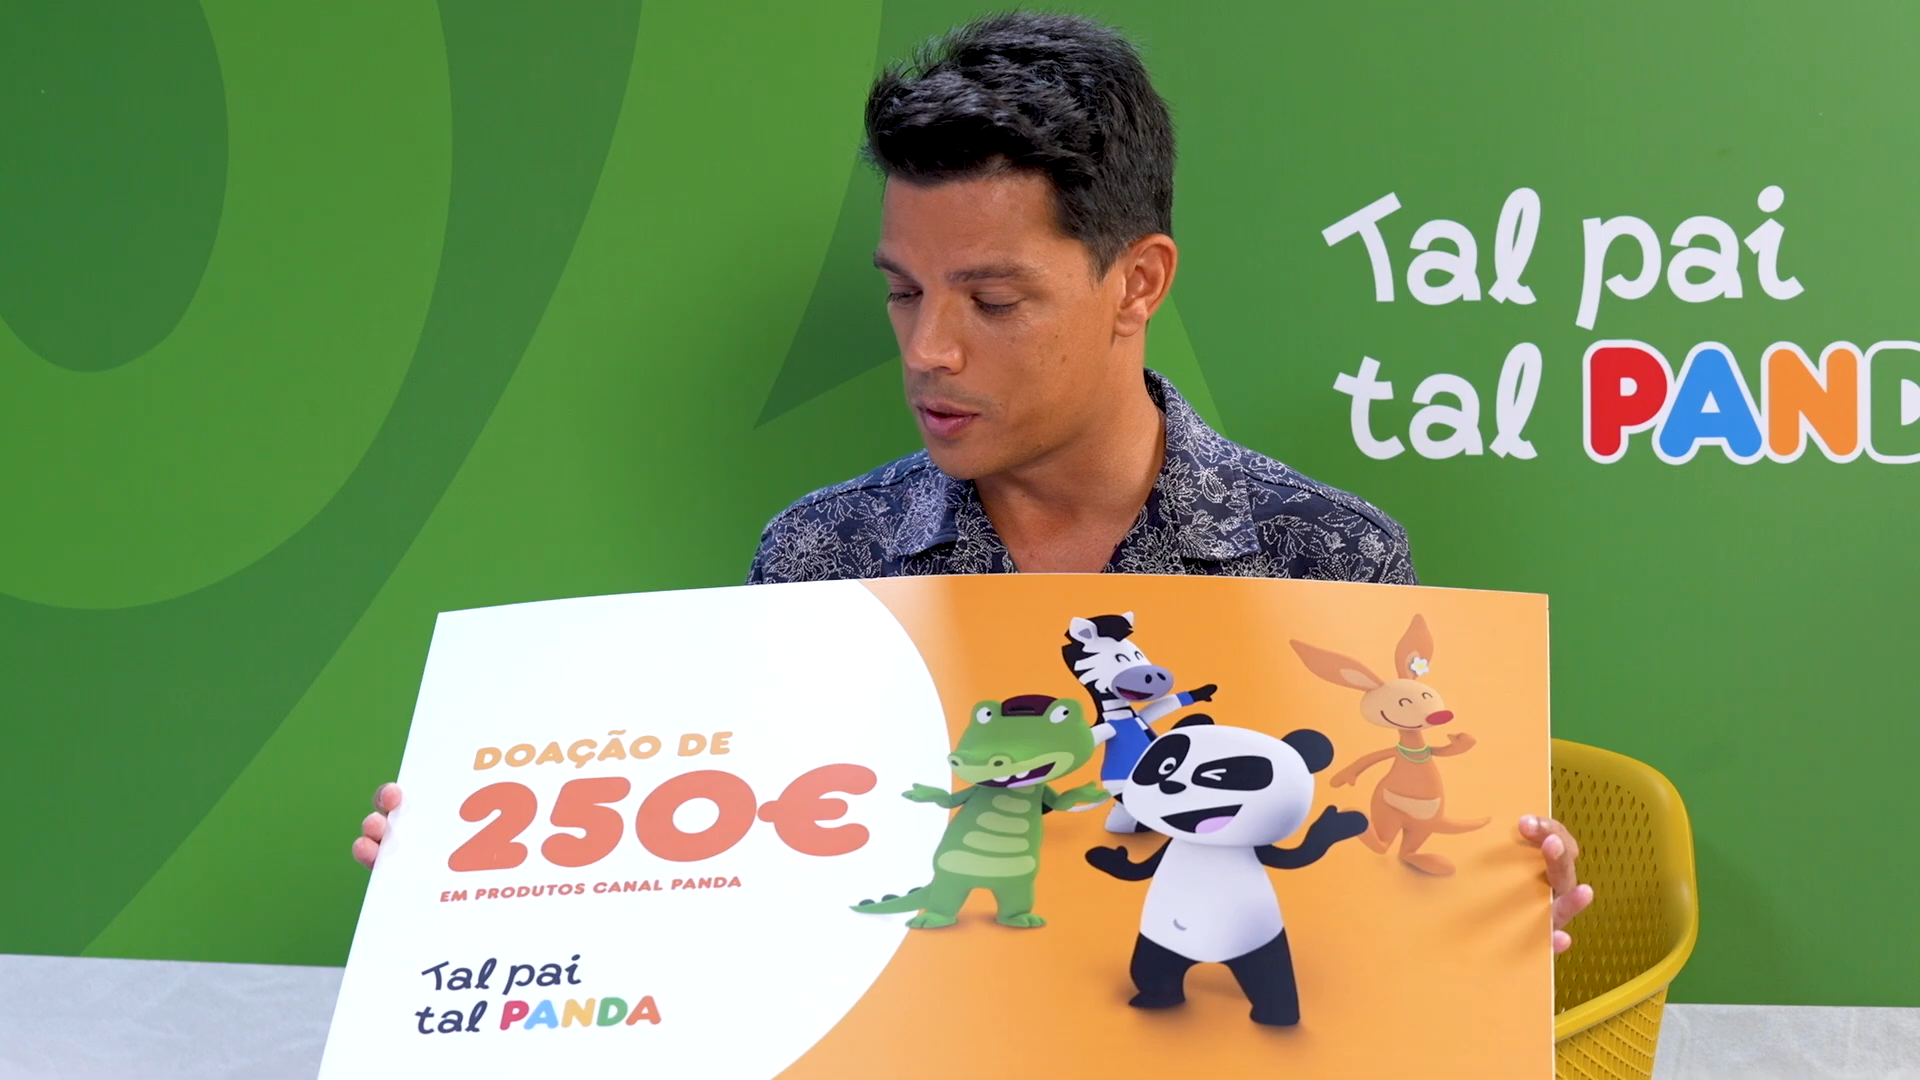 Tal pai
tal PAND
DOAÇÃO DE
250€
EM PRODUTOS CANAL PANDA
Tal pai
tal PANDA